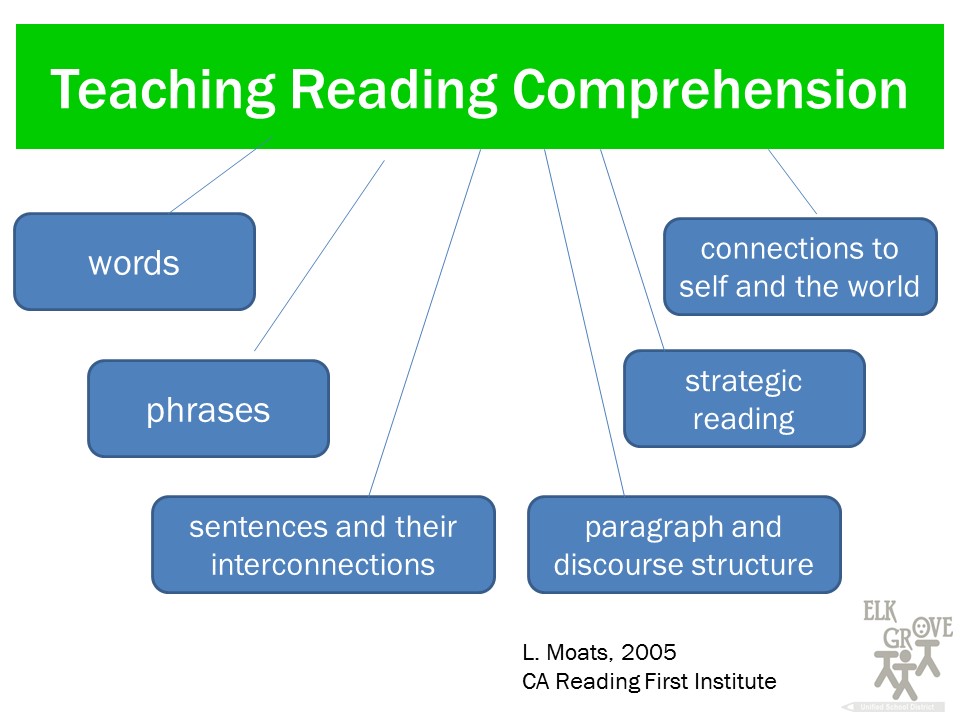 Teaching Reading Comprehension
words
phrases
sentences and their
interconnections
paragraph and
discourse structure
strategic
reading
connections to
self and the world
L. Moats, 2005
CA Reading First Institute
ELK
GROVE
Unified School District